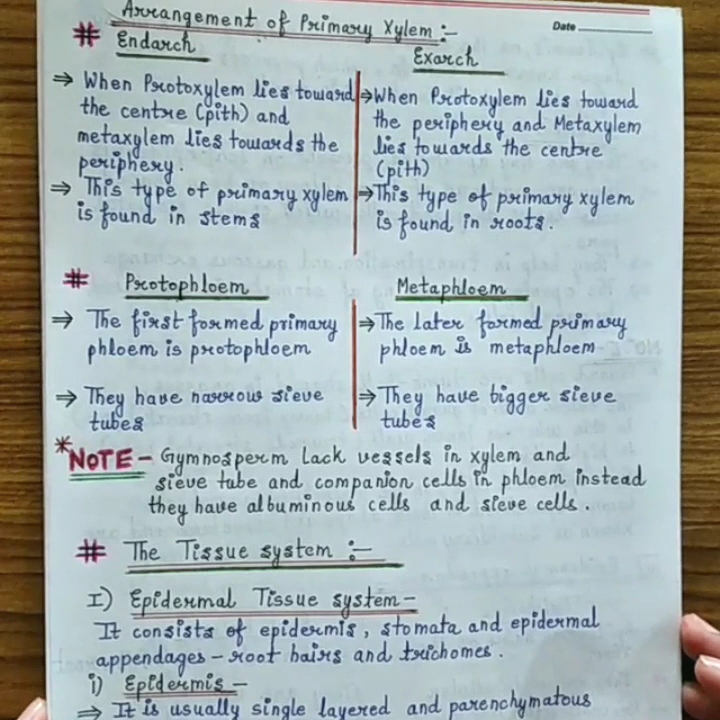 Arrangement of Primary Xylem :-
Date
# Endarch
Exarch
⇒ When Protoxylem lies toward
the centre (pith) and
metaxylem lies towards the
periphery.
⇒ This type of primary xylem
is found in stems
⇒ When Protoxylem lies toward
the periphery and Metaxylem
lies towards the centre
(pith)
⇒ This type of primary xylem
is found in roots.
# Protophloem
Metaphloem
⇒ The first formed primary
phloem is protophloem
⇒ They have narrow sieve
tubes
⇒ The later formed primary
phloem is metaphloem
⇒ They have bigger sieve
tubes
*NOTE - Gymnosperm Lack vessels in xylem and
sieve tube and companion cells in phloem instead
they have albuminous cells and sieve cells.
# The Tissue system :-
I) Epidermal Tissue system -
It consists of epidermis, stomata and epidermal
appendages - root hairs and trichomes.
i) Epidermis -
⇒ It is usually single layered and parenchymatous